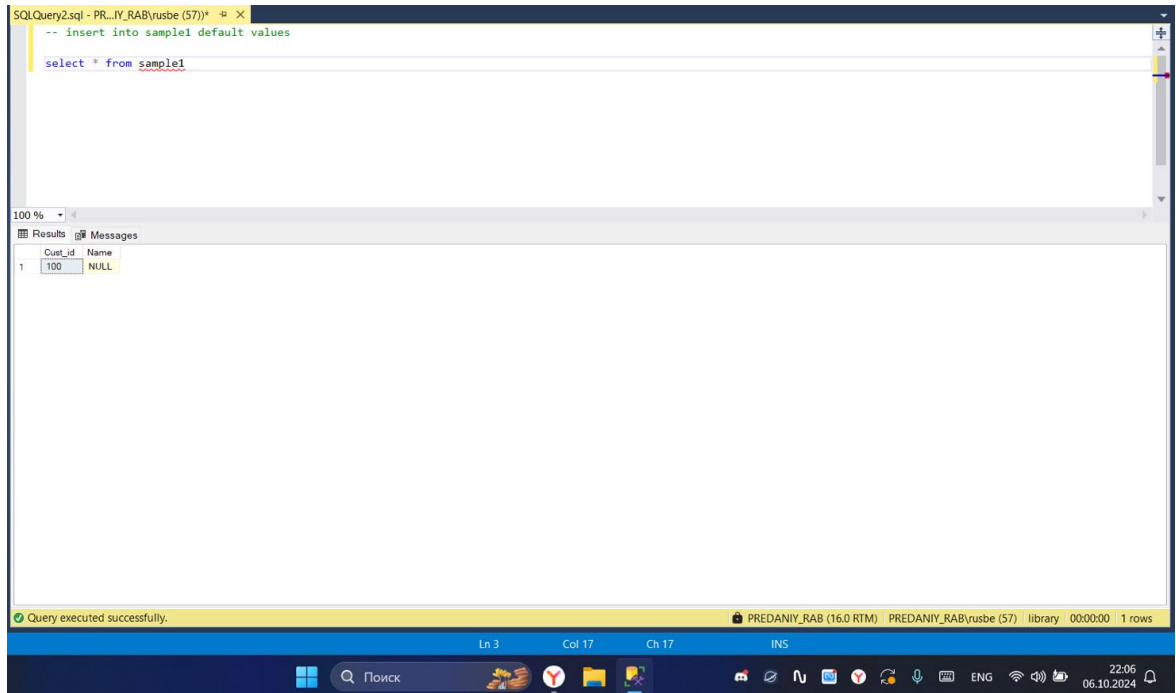 SQLQuery2.sql - PR...IY_RAB\rusbe (57))*
-- insert into sample1 default values
select * from sample1
100 %
Results Messages
Cust_id Name
1 100 NULL
Query executed successfully. PREDANIY_RAB (16.0 RTM) PREDANIY_RAB\rusbe (57) library 00:00:00 1 rows
Ln 3 Col 17 Ch 17 INS
Поиск ENG 22:06
06.10.2024